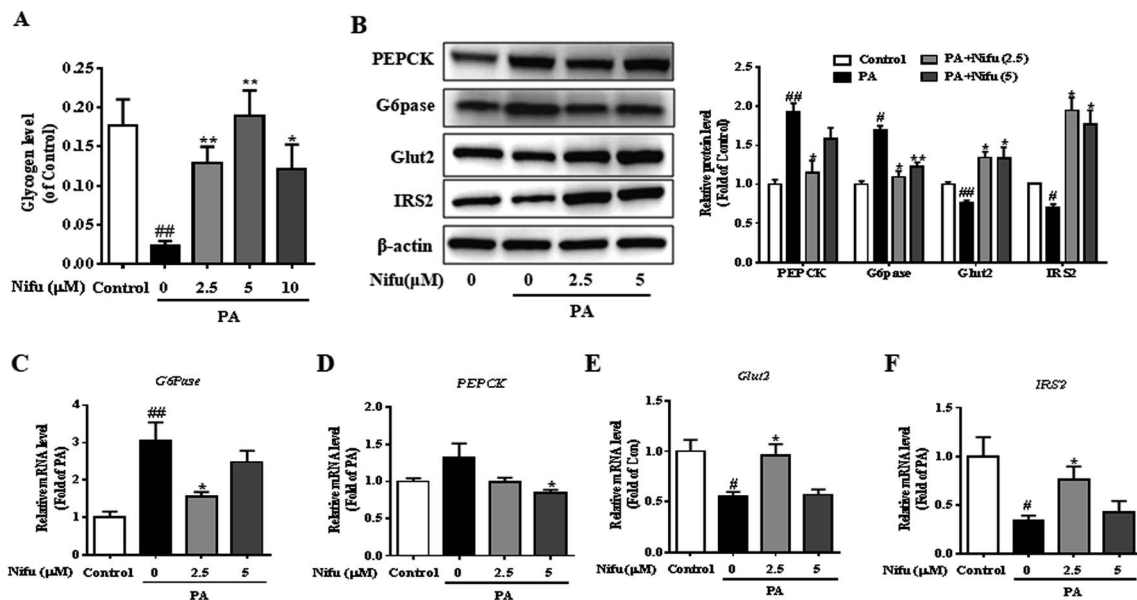 A
Glycogen level
(of Control)
0.25
0.20
0.15
0.10
0.05
0.00
##
**
**
*
Nifu (μM) Control 0 2.5 5 10
PA
B
PEPCK
G6pase
Glut2
IRS2
β-actin
Nifu(μM) 0 0 2.5 5
PA
Control
PA
PA+Nifu (2.5)
PA+Nifu (5)
Relative protein level
(Fold of Control)
2.5
2.0
1.5
1.0
0.5
0.0
## * # * ** ## * * # * *
PEPCK G6pase Glut2 IRS2
C
G6Pase
Relative mRNA level
(Fold of PA)
4
3
2
1
0
##
*
Nifu (μM) Control 0 2.5 5
PA
D
PEPCK
Relative mRNA level
(Fold of PA)
2.0
1.5
1.0
0.5
0.0
*
Nifu (μM) Control 0 2.5 5
PA
E
Glut2
Relative mRNA level
(Fold of Con)
1.5
1.0
0.5
0.0
#
*
Nifu (μM) Control 0 2.5 5
PA
F
IRS2
Relative mRNA level
(Fold of PA)
1.5
1.0
0.5
0.0
#
*
Nifu (μM) Control 0 2.5 5
PA